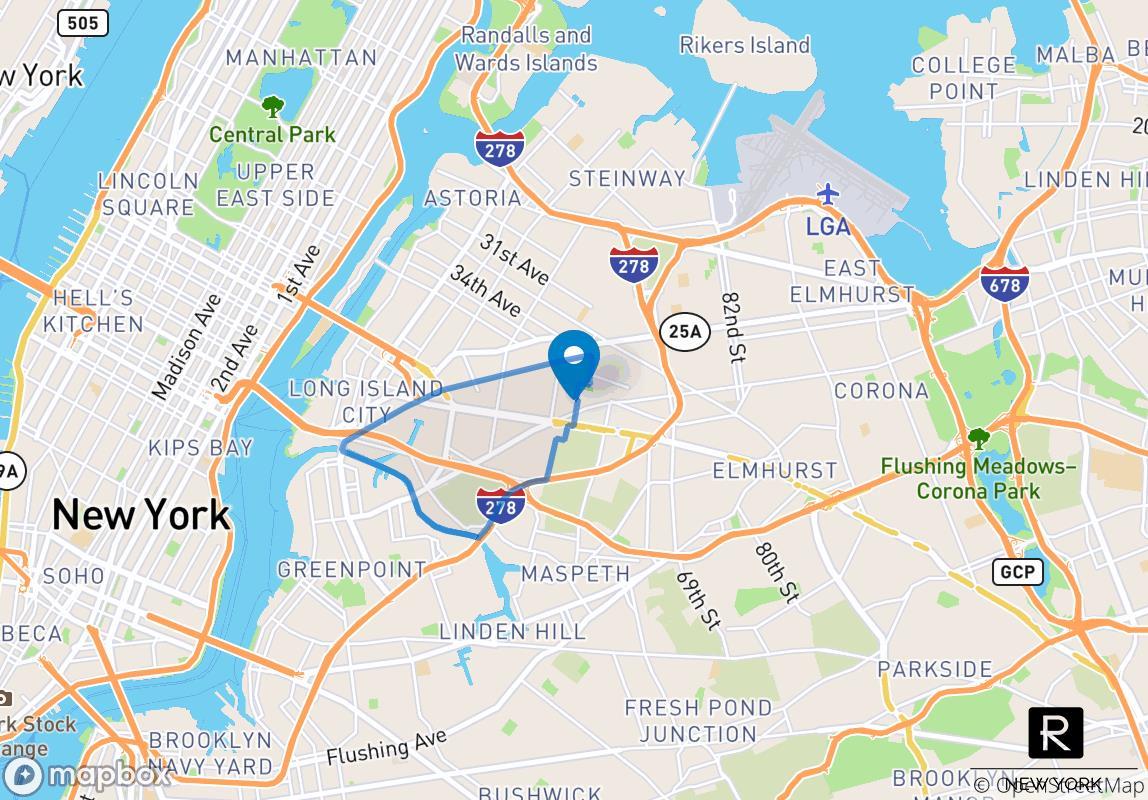 505
Randalls and
Wards Islands
Rikers Island
MANHATTAN
COLLEGE
POINT
MALBA
w York
Central Park
278
UPPER
EAST SIDE
LINCOLN
SQUARE
STEINWAY
ASTORIA
LINDEN HIL
LGA
31st Ave
34th Ave
278
EAST
ELMHURST
678
1st Ave
HELL'S
KITCHEN
Madison Ave
2nd Ave
82nd St
25A
LONG ISLAND
CITY
CORONA
KIPS BAY
9A
ELMHURST
Flushing Meadows–
Corona Park
New York
278
SOHO
GREENPOINT
MASPETH
69th St
80th St
GCP
BECA
LINDEN HILL
PARKSIDE
rk Stock
ange
FRESH POND
JUNCTION
BROOKLYN
NAVY YARD
Flushing Ave
mapbox
BUSHWICK
BROOKLYN
R
NEW YORK
© OpenStreetMap